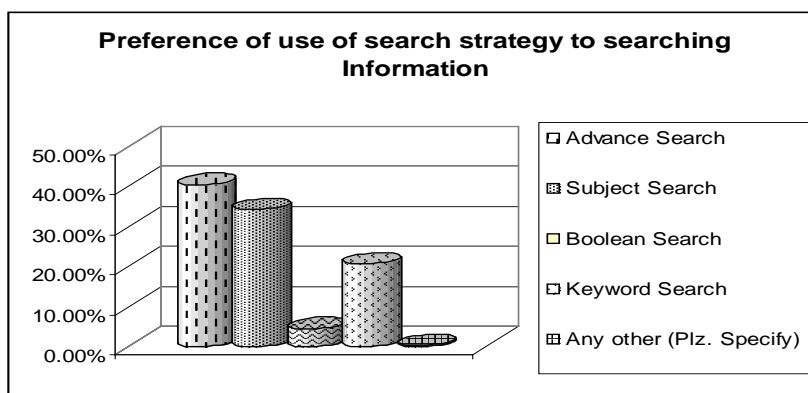 Preference of use of search strategy to searching
Information
50.00%
40.00%
30.00%
20.00%
10.00%
0.00%
Advance Search
Subject Search
Boolean Search
Keyword Search
Any other (Plz. Specify)